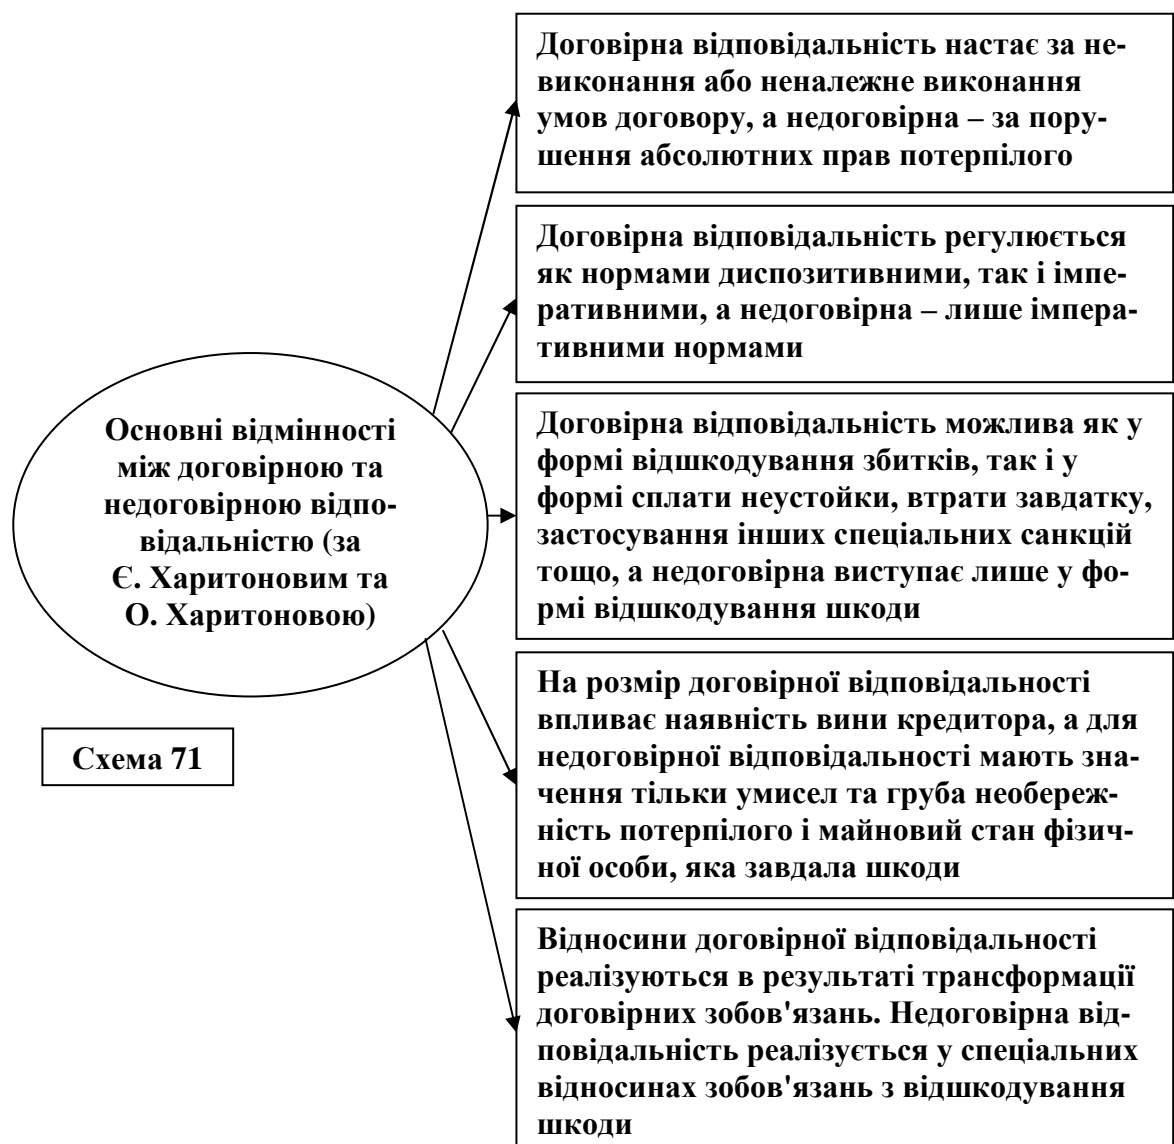 Договірна відповідальність настає за не-
виконання або неналежне виконання
умов договору, а недоговірна – за пору-
шення абсолютних прав потерпілого
Договірна відповідальність регулюється
як нормами диспозитивними, так і імпе-
ративними, а недоговірна – лише імпера-
тивними нормами
Основні відмінності
між договірною та
недоговірною відпо-
відальністю (за
Є. Харитоновим та
О. Харитоновою)
Договірна відповідальність можлива як у
формі відшкодування збитків, так і у
формі сплати неустойки, втрати завдатку,
застосування інших спеціальних санкцій
тощо, а недоговірна виступає лише у фо-
рмі відшкодування шкоди
На розмір договірної відповідальності
впливає наявність вини кредитора, а для
недоговірної відповідальності мають зна-
чення тільки умисел та груба необереж-
ність потерпілого і майновий стан фізич-
ної особи, яка завдала шкоди
Схема 71
Відносини договірної відповідальності
реалізуються в результаті трансформації
договірних зобов'язань. Недоговірна від-
повідальність реалізується у спеціальних
відносинах зобов'язань з відшкодування
шкоди